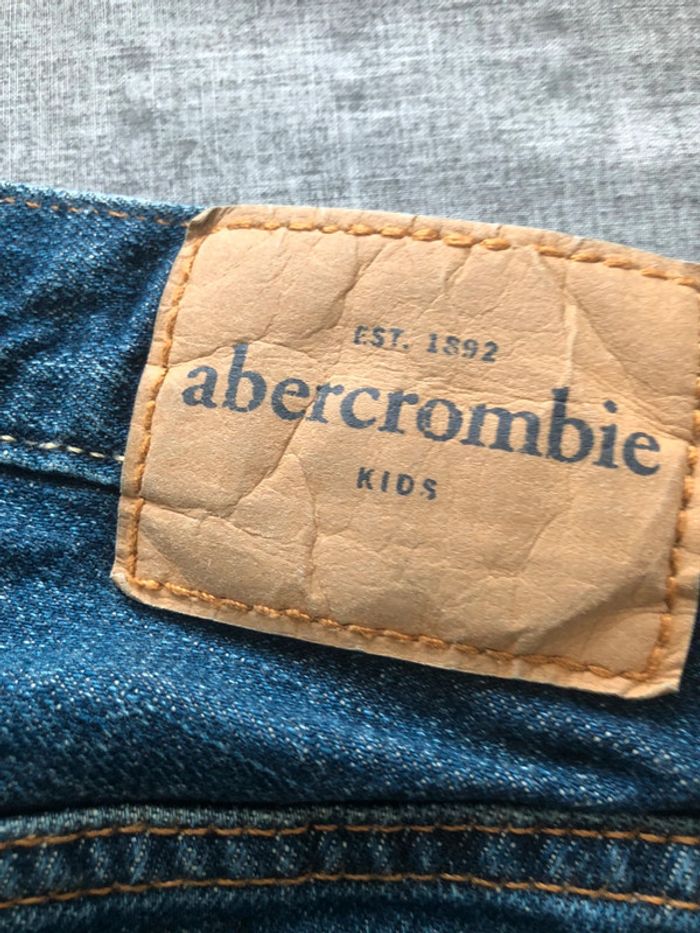 EST. 1892
abercrombie
KIDS